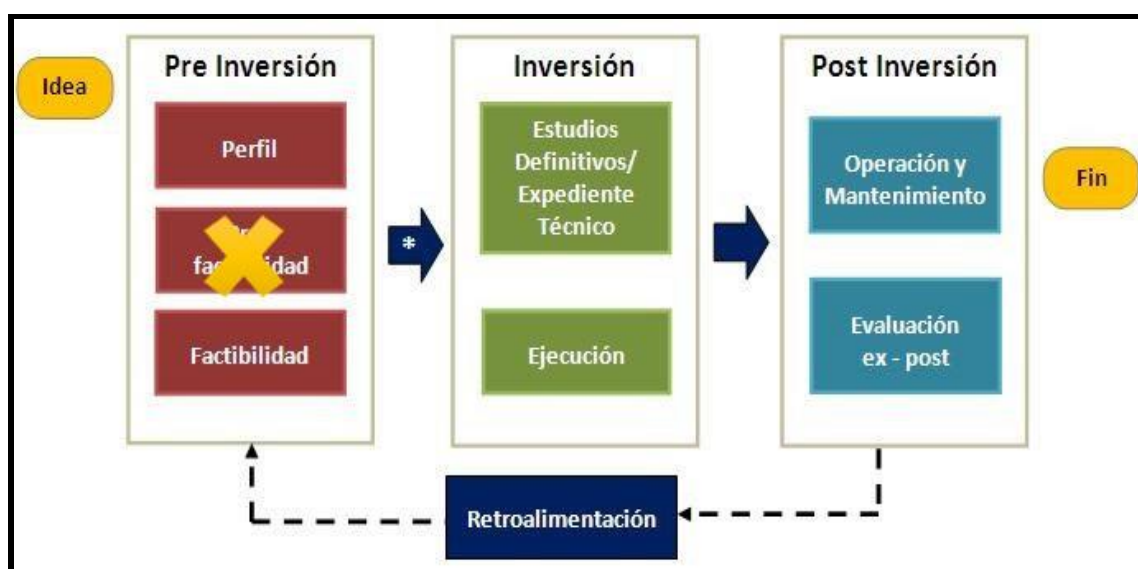 Idea
Pre Inversión
Perfil
Factibilidad
*
Inversión
Estudios
Definitivos/
Expediente
Técnico
Ejecución
Post Inversión
Operación y
Mantenimiento
Evaluación
ex - post
Fin
Retroalimentación